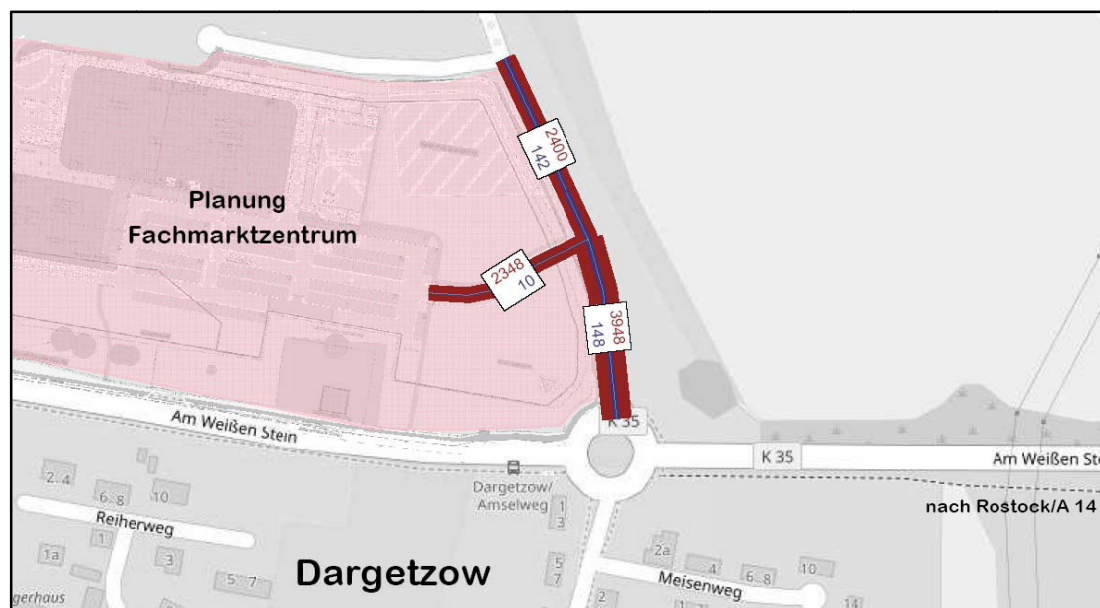 2400
142
Planung
Fachmarktzentrum
2348
10
3948
148
K 35
Am Weißen Stein
K 35
Am Weißen Ste
Dargetzow/
Amselweg
nach Rostock/A 14
2 4
6 8
10
Reiherweg
1
3
1a
1
3
5 7
5
7
2a
4
6 8
10
Meisenweg
2
1
14
Dargetzow
gerhaus